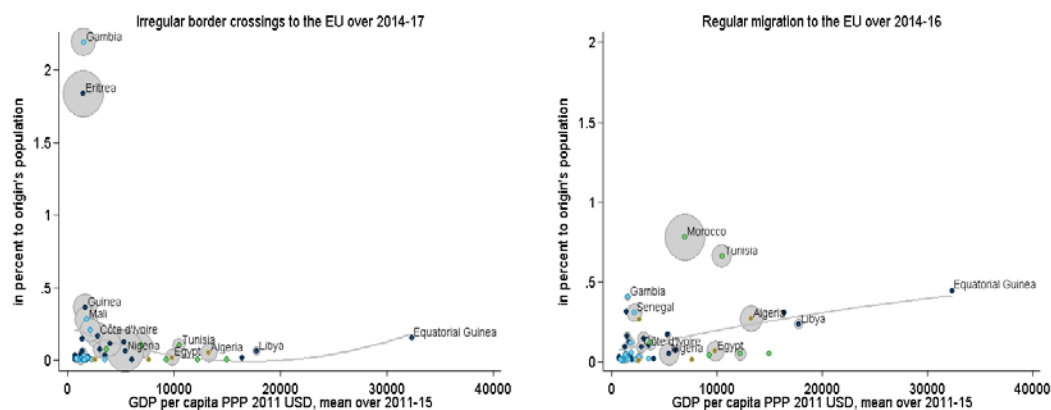 Irregular border crossings to the EU over 2014-17
in percent to origin's population
2
1.5
1
.5
0
Gambia
Eritrea
Guinea
Mali
Côte d'Ivoire
Nigeria
Tunisia
Egypt
Algeria
Libya
Equatorial Guinea
0 10000 20000 30000 40000
GDP per capita PPP 2011 USD, mean over 2011-15
Regular migration to the EU over 2014-16
in percent to origin's population
2
1.5
1
.5
0
Morocco
Tunisia
Gambia
Senegal
Equatorial Guinea
Algeria
Libya
Côte d'Ivoire
Nigeria
Egypt
0 10000 20000 30000 40000
GDP per capita PPP 2011 USD, mean over 2011-15